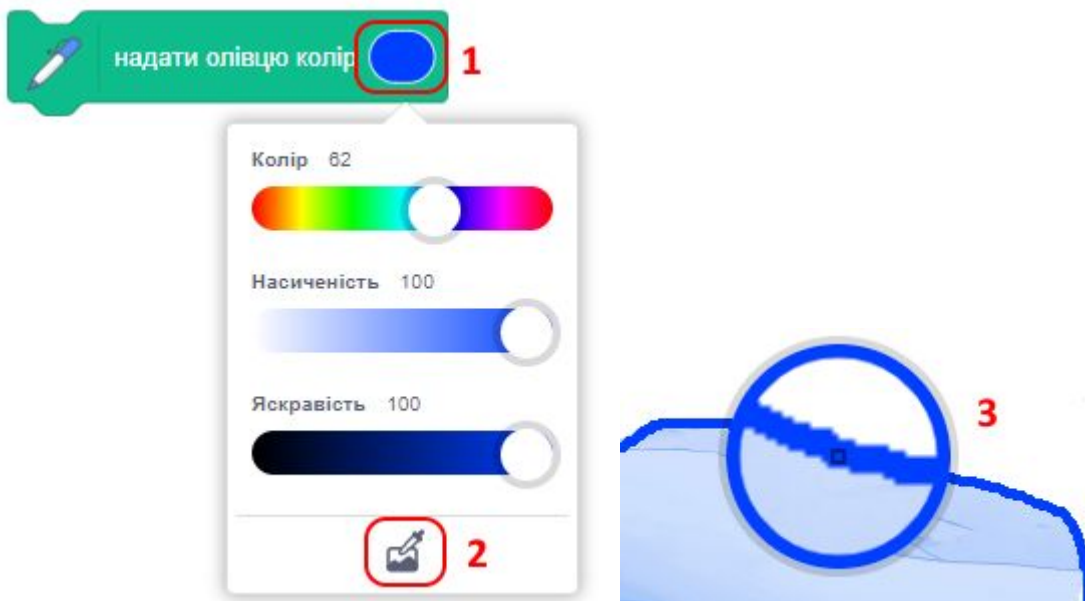 надати олівцю колір 1
Колір 62
Насиченість 100
Яскравість 100
2
3